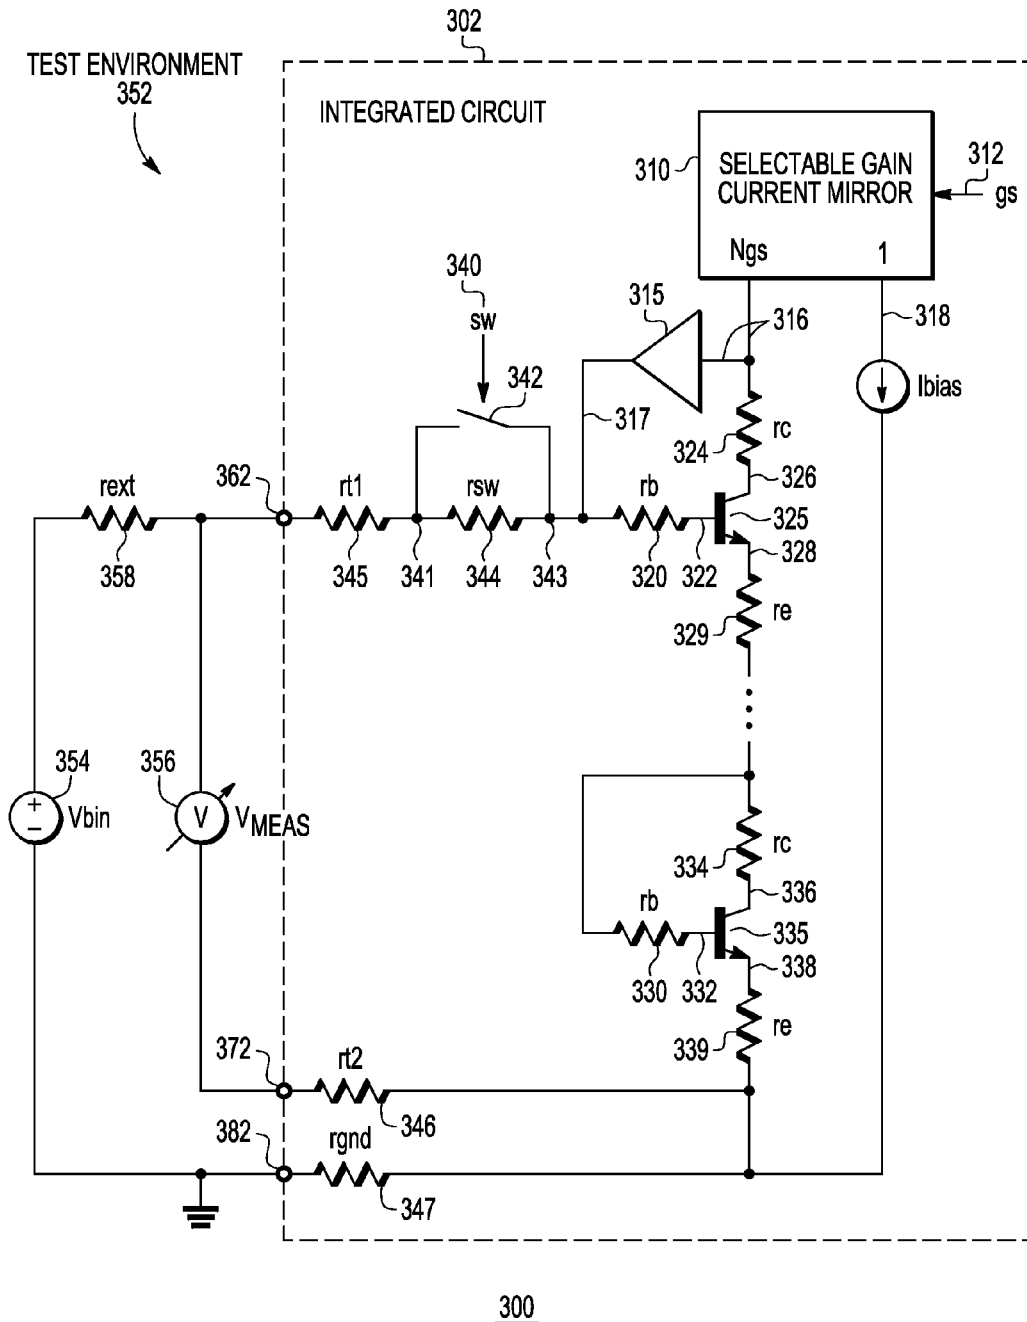 302
TEST ENVIRONMENT
352
INTEGRATED CIRCUIT
310
SELECTABLE GAIN
CURRENT MIRROR
312
gs
Ngs
1
340
sw
315
316
318
342
317
Ibias
rc
324
326
rext
362
rt1
rsw
rb
325
328
358
345
341
344
343
320
322
re
329
354
356
+
−
Vbin
V
VMEAS
rc
334
336
rb
335
338
330
332
re
339
372
rt2
346
382
rgnd
347
300